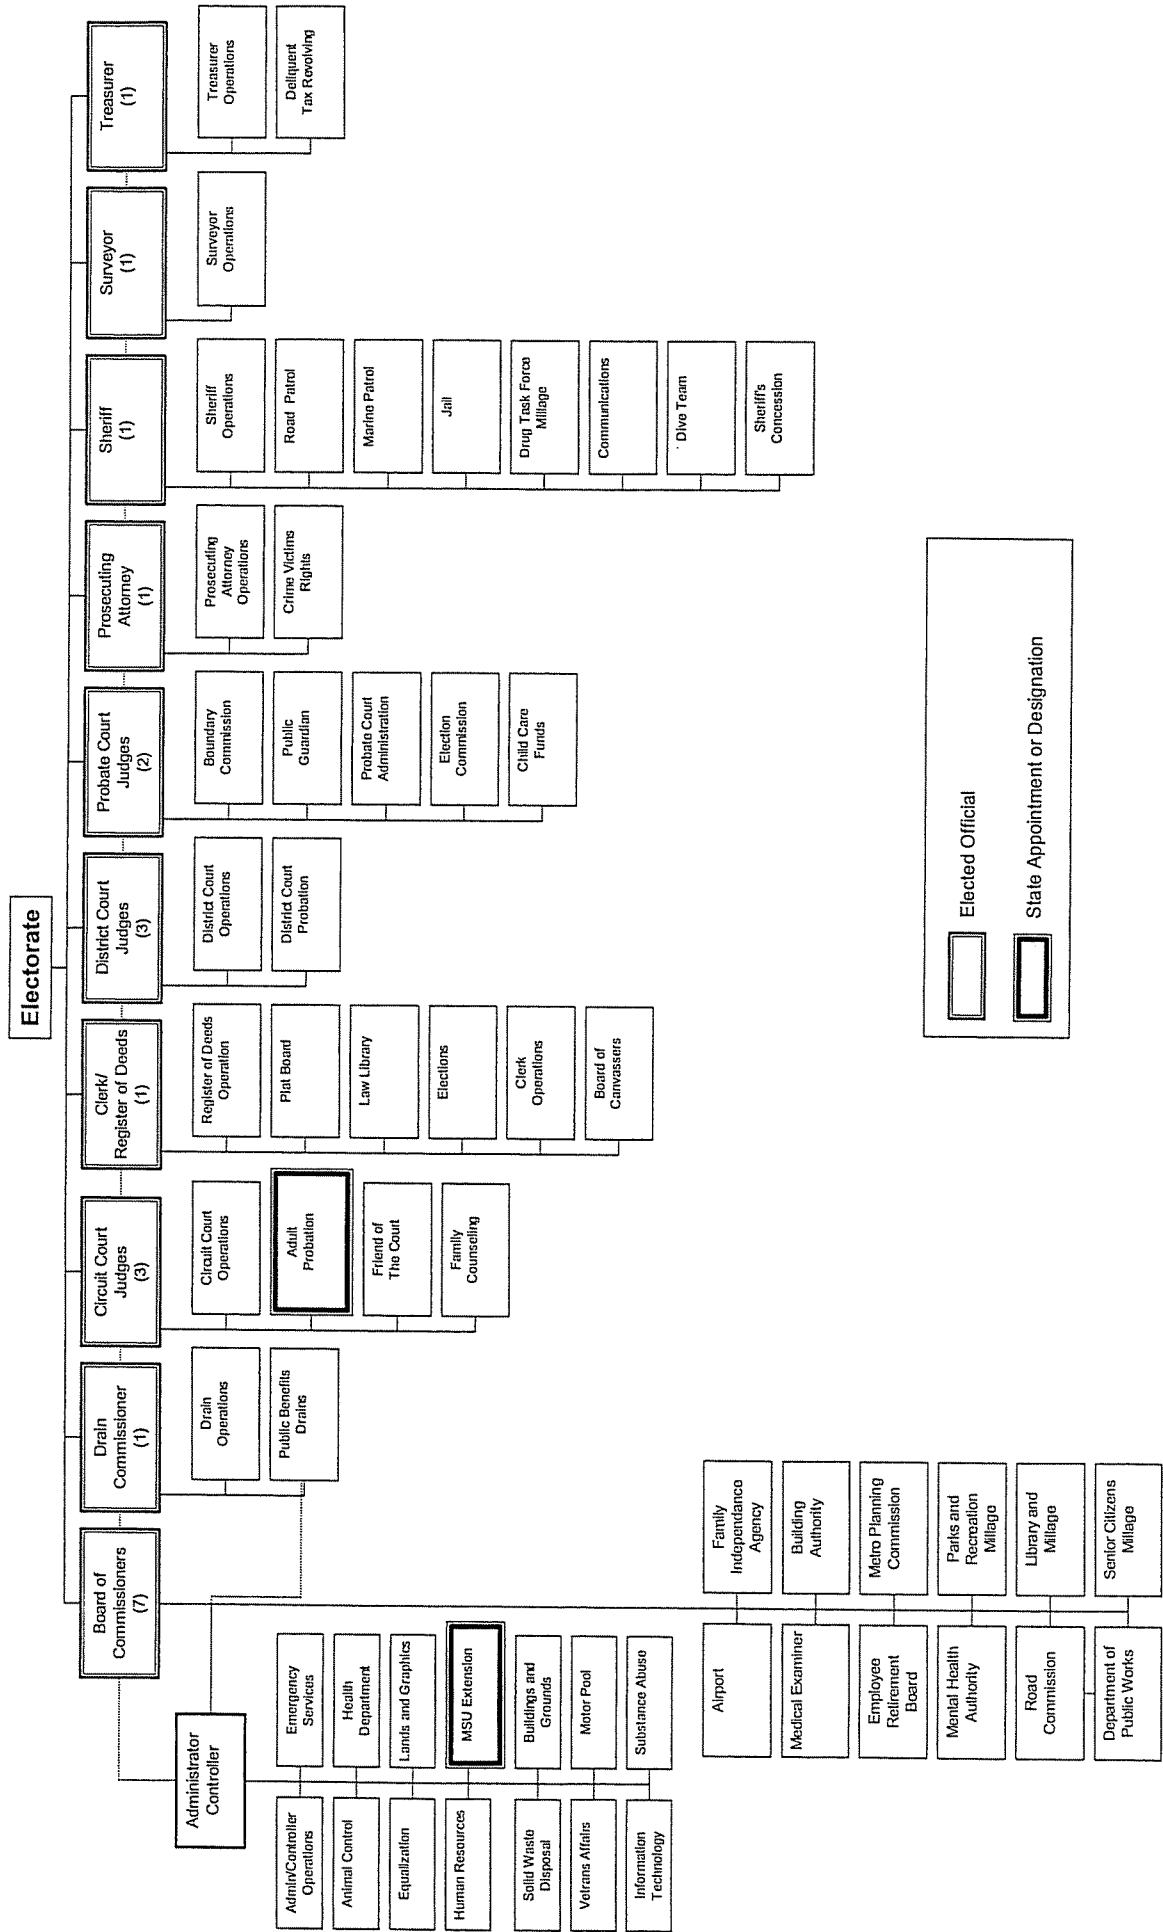 Electorate
Board of
Commissioners
(7)
Drain
Commissioner
(1)
Circuit Court
Judges
(3)
Clerk/
Register of Deeds
(1)
District Court
Judges
(3)
Probate Court
Judges
(2)
Prosecuting
Attorney
(1)
Sheriff
(1)
Surveyor
(1)
Treasurer
(1)
Administrator
Controller
Admin/Controller
Operations
Emergency
Services
Animal Control
Health
Department
Equalization
Lands and Graphics
Human Resources
MSU Extension
Solid Waste
Disposal
Buildings and
Grounds
Vetrans Affairs
Motor Pool
Information
Technology
Substance Abuse
Airport
Family
Independance
Agency
Medical Examiner
Building
Authority
Employee
Retirement
Board
Metro Planning
Commission
Mental Health
Authority
Parks and
Recreation
Millage
Road
Commission
Library and
Millage
Department of
Public Works
Senior Citizens
Millage
Drain
Operations
Public Benefits
Drains
Circuit Court
Operations
Adult
Probation
Friend of
The Court
Family
Counseling
Register of Deeds
Operation
Plat Board
Law Library
Elections
Clerk
Operations
Board of
Canvassers
District Court
Operations
District Court
Probation
Boundary
Commission
Public
Guardian
Probate Court
Administration
Election
Commission
Child Care
Funds
Prosecuting
Attorney
Operations
Crime Victims
Rights
Sheriff
Operations
Road Patrol
Marine Patrol
Jail
Drug Task Force
Millage
Communications
Dive Team
Sheriff's
Concession
Surveyor
Operations
Treasurer
Operations
Deliquent
Tax Revolving
Elected Official
State Appointment or Designation